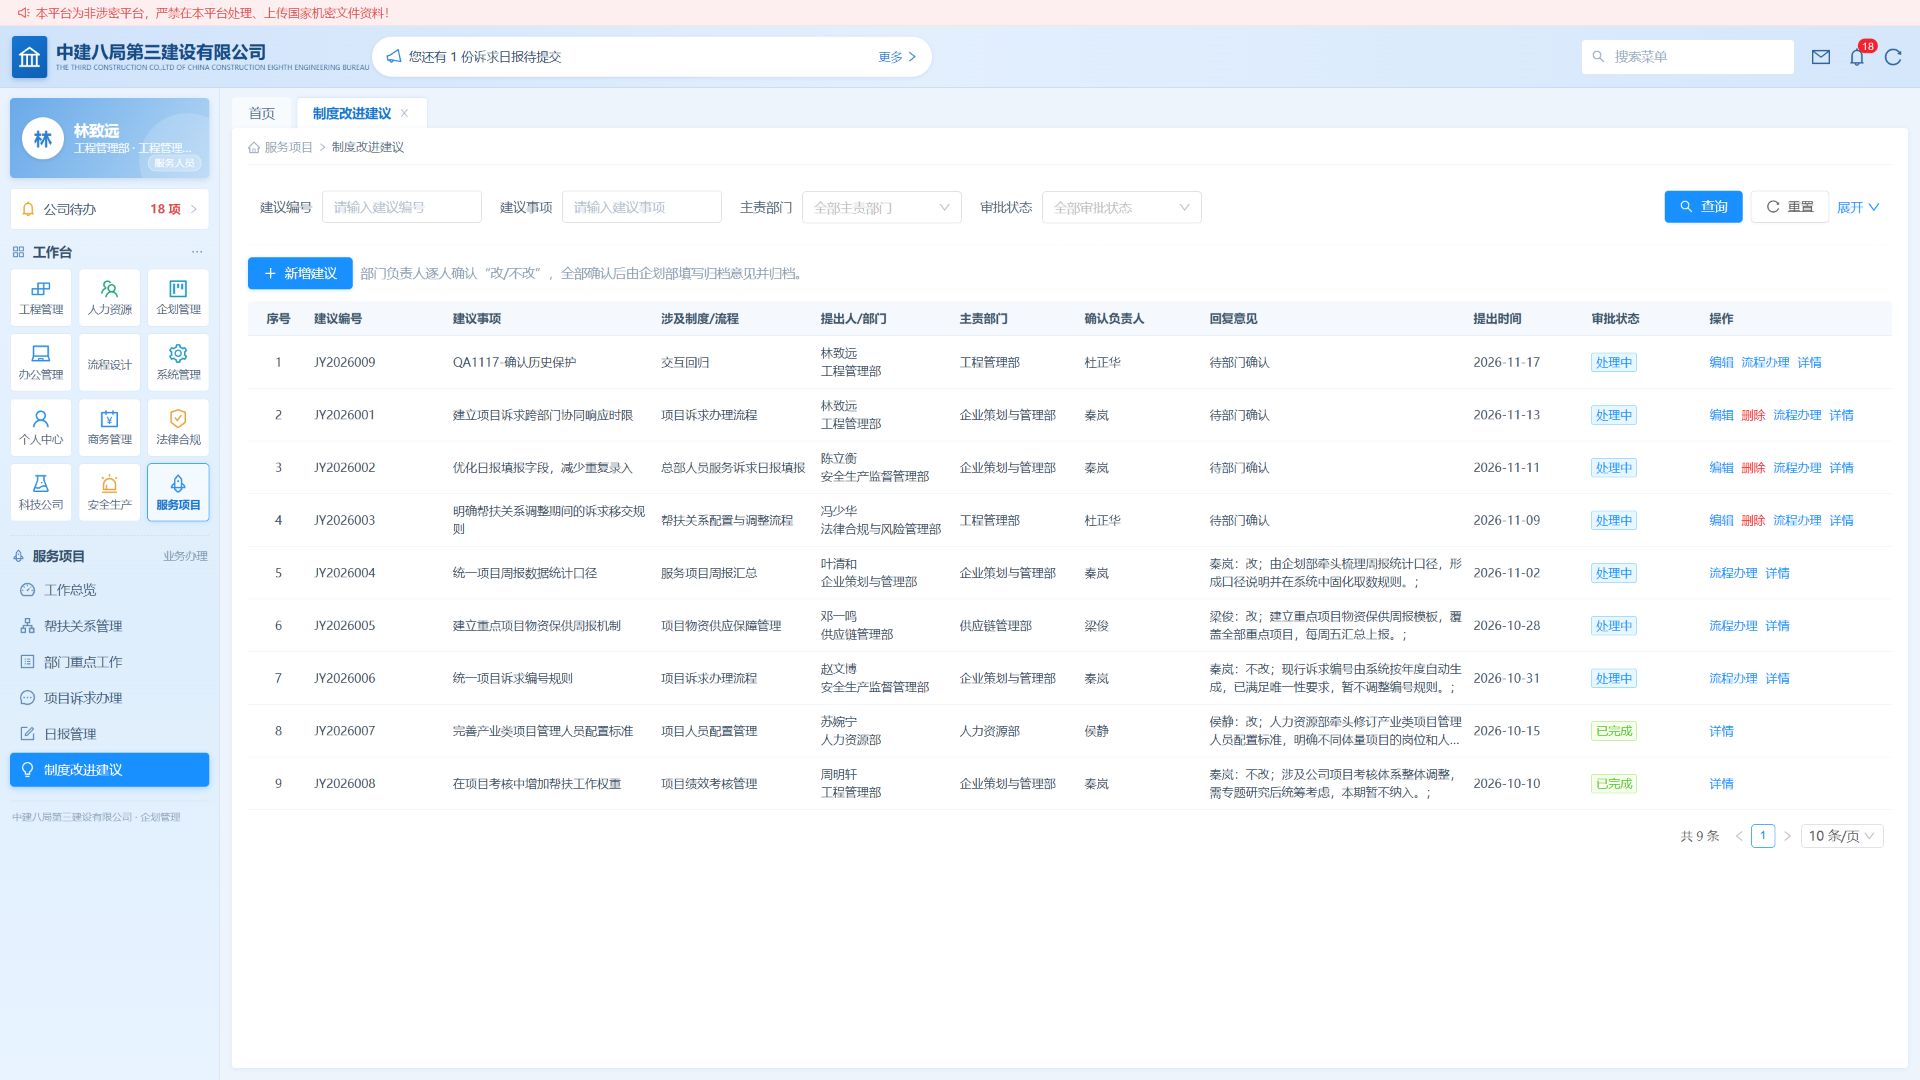 本平台为非涉密平台，严禁在本平台处理、上传国家机密文件资料！
中建八局第三建设有限公司
THE THIRD CONSTRUCTION CO.,LTD OF CHINA CONSTRUCTION EIGHTH ENGINEERING BUREAU
您还有 1 份诉求日报待提交
更多
搜索菜单
18
林
林致远
工程管理部 · 工程管理...
服务人员
公司待办
18 项
工作台
工程管理
人力资源
企划管理
办公管理
流程设计
系统管理
个人中心
商务管理
法律合规
科技公司
安全生产
服务项目
服务项目
业务办理
工作总览
帮扶关系管理
部门重点工作
项目诉求办理
日报管理
制度改进建议
中建八局第三建设有限公司 · 企划管理
首页
制度改进建议
服务项目 > 制度改进建议
建议编号 请输入建议编号
建议事项 请输入建议事项
主责部门 全部主责部门
审批状态 全部审批状态
查询
重置
展开
新增建议
部门负责人逐人确认“改/不改”，全部确认后由企划部填写归档意见并归档。
序号 建议编号 建议事项 涉及制度/流程 提出人/部门 主责部门 确认负责人 回复意见 提出时间 审批状态 操作
1 JY2026009 QA1117-确认历史保护 交互回归 林致远 工程管理部 工程管理部 杜正华 待部门确认 2026-11-17 处理中 编辑 流程办理 详情
2 JY2026001 建立项目诉求跨部门协同响应时限 项目诉求办理流程 林致远 工程管理部 企业策划与管理部 秦岚 待部门确认 2026-11-13 处理中 编辑 删除 流程办理 详情
3 JY2026002 优化日报填报字段，减少重复录入 总部人员服务诉求日报填报 陈立衡 安全生产监督管理部 企业策划与管理部 秦岚 待部门确认 2026-11-11 处理中 编辑 删除 流程办理 详情
4 JY2026003 明确帮扶关系调整期间的诉求移交规则 帮扶关系配置与调整流程 冯少华 法律合规与风险管理部 工程管理部 杜正华 待部门确认 2026-11-09 处理中 编辑 删除 流程办理 详情
5 JY2026004 统一项目周报数据统计口径 服务项目周报汇总 叶清和 企业策划与管理部 企业策划与管理部 秦岚 秦岚：改；由企划部牵头梳理周报统计口径，形成口径说明并在系统中固化取数规则。； 2026-11-02 处理中 流程办理 详情
6 JY2026005 建立重点项目物资保供周报机制 项目物资供应保障管理 邓一鸣 供应链管理部 供应链管理部 梁俊 梁俊：改；建立重点项目物资保供周报模板，覆盖全部重点项目，每周五汇总上报。； 2026-10-28 处理中 流程办理 详情
7 JY2026006 统一项目诉求编号规则 项目诉求办理流程 赵文博 安全生产监督管理部 企业策划与管理部 秦岚 秦岚：不改；现行诉求编号由系统按年度自动生成，已满足唯一性要求，暂不调整编号规则。； 2026-10-31 处理中 流程办理 详情
8 JY2026007 完善产业类项目管理人员配置标准 项目人员配置管理 苏婉宁 人力资源部 人力资源部 侯静 侯静：改；人力资源部牵头修订产业类项目管理人员配置标准，明确不同体量项目的岗位和人... 2026-10-15 已完成 详情
9 JY2026008 在项目考核中增加帮扶工作权重 项目绩效考核管理 周明轩 工程管理部 企业策划与管理部 秦岚 秦岚：不改；涉及公司项目考核体系整体调整，需专题研究后统筹考虑，本期暂不纳入。； 2026-10-10 已完成 详情
共 9 条 < 1 > 10 条/页